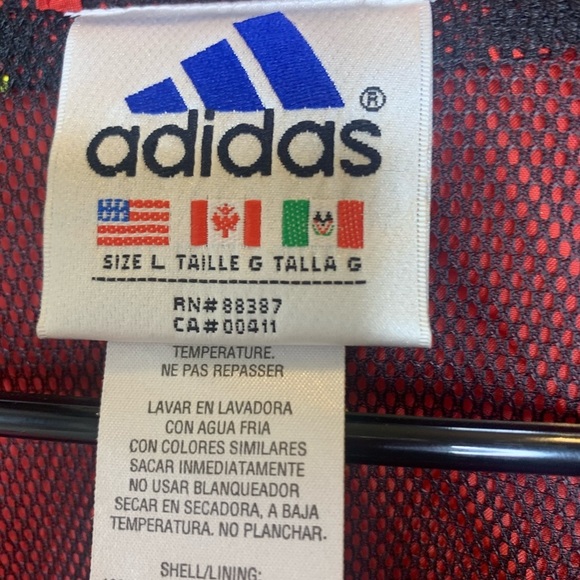 adidas ®
SIZE L TAILLE G TALLA G
RN#88387
CA#00411
TEMPERATURE.
NE PAS REPASSER
LAVAR EN LAVADORA
CON AGUA FRIA
CON COLORES SIMILARES
SACAR INMEDIATAMENTE
NO USAR BLANQUEADOR
SECAR EN SECADORA, A BAJA
TEMPERATURA. NO PLANCHAR.
SHELL/LINING: